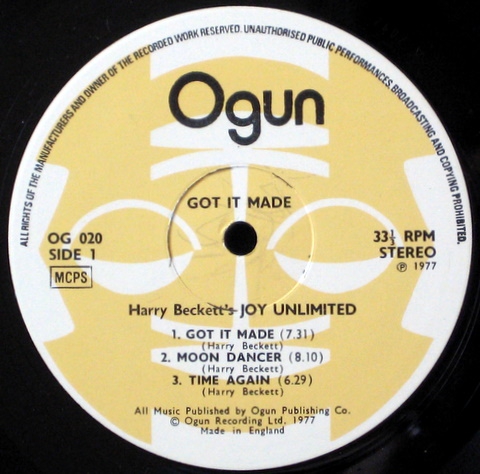 ALL RIGHTS OF THE MANUFACTURERS AND OWNER OF THE RECORDED WORK RESERVED. UNAUTHORISED PUBLIC PERFORMANCES BROADCASTING AND COPYING PROHIBITED.
Ogun
GOT IT MADE
OG 020
SIDE 1
MCPS
33⅓ RPM
STEREO
℗ 1977
Harry Beckett's JOY UNLIMITED
1. GOT IT MADE (7.31)
(Harry Beckett)
2. MOON DANCER (8.10)
(Harry Beckett)
3. TIME AGAIN (6.29)
(Harry Beckett)
All Music Published by Ogun Publishing Co.
© Ogun Recording Ltd. 1977
Made in England